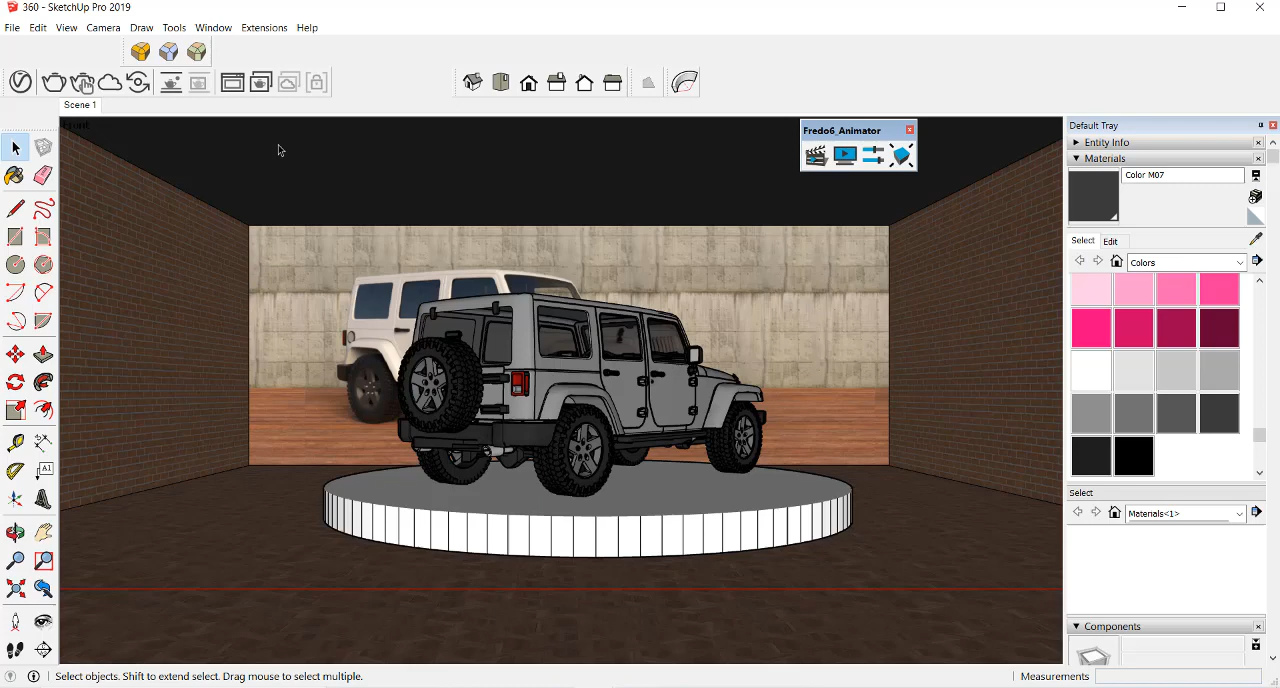 360 - SketchUp Pro 2019
File Edit View Camera Draw Tools Window Extensions Help
Scene 1
Front
Fredo6_Animator
Default Tray
Entity Info
Materials
Color M07
Select Edit
Colors
Select
Materials<1>
Components
A1
Select objects. Shift to extend select. Drag mouse to select multiple.
Measurements